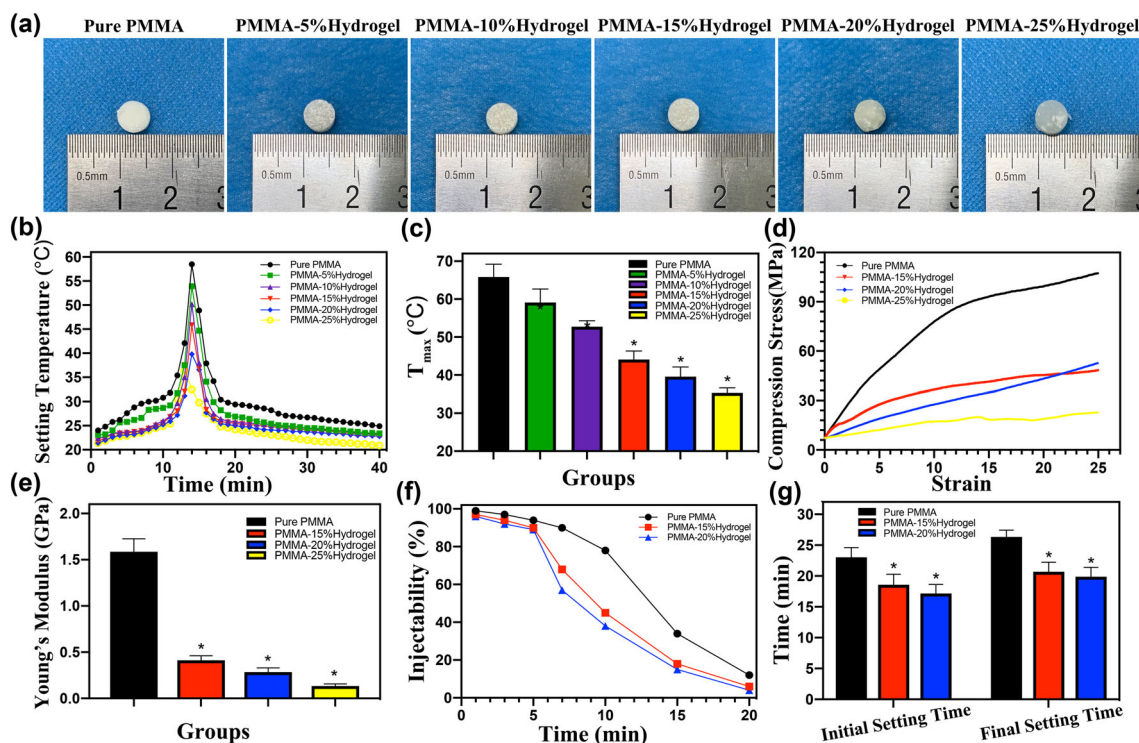 (a)
Pure PMMA
PMMA-5%Hydrogel
PMMA-10%Hydrogel
PMMA-15%Hydrogel
PMMA-20%Hydrogel
PMMA-25%Hydrogel
0.5mm 1 2 3
0.5mm 1 2 3
0.5mm 1 2 3
0.5mm 1 2 3
0.5mm 1 2 3
0.5mm 1 2 3
(b)
Setting Temperature (°C)
60
55
50
45
40
35
30
25
20
0 10 20 30 40
Time (min)
Pure PMMA
PMMA-5%Hydrogel
PMMA-10%Hydrogel
PMMA-15%Hydrogel
PMMA-20%Hydrogel
PMMA-25%Hydrogel
(c)
Tmax (°C)
70
60
50
40
30
20
* * * *
Groups
Pure PMMA
PMMA-5%Hydrogel
PMMA-10%Hydrogel
PMMA-15%Hydrogel
PMMA-20%Hydrogel
PMMA-25%Hydrogel
(d)
Compression Stress(MPa)
120
90
60
30
0
0 5 10 15 20 25
Strain
Pure PMMA
PMMA-15%Hydrogel
PMMA-20%Hydrogel
PMMA-25%Hydrogel
(e)
Young's Modulus (GPa)
2.0
1.5
1.0
0.5
0.0
* * *
Groups
Pure PMMA
PMMA-15%Hydrogel
PMMA-20%Hydrogel
PMMA-25%Hydrogel
(f)
Injectability (%)
100
80
60
40
20
0
0 5 10 15 20
Time (min)
Pure PMMA
PMMA-15%Hydrogel
PMMA-20%Hydrogel
(g)
Time (min)
30
25
20
15
10
5
0
* * * *
Initial Setting Time
Final Setting Time
Pure PMMA
PMMA-15%Hydrogel
PMMA-20%Hydrogel